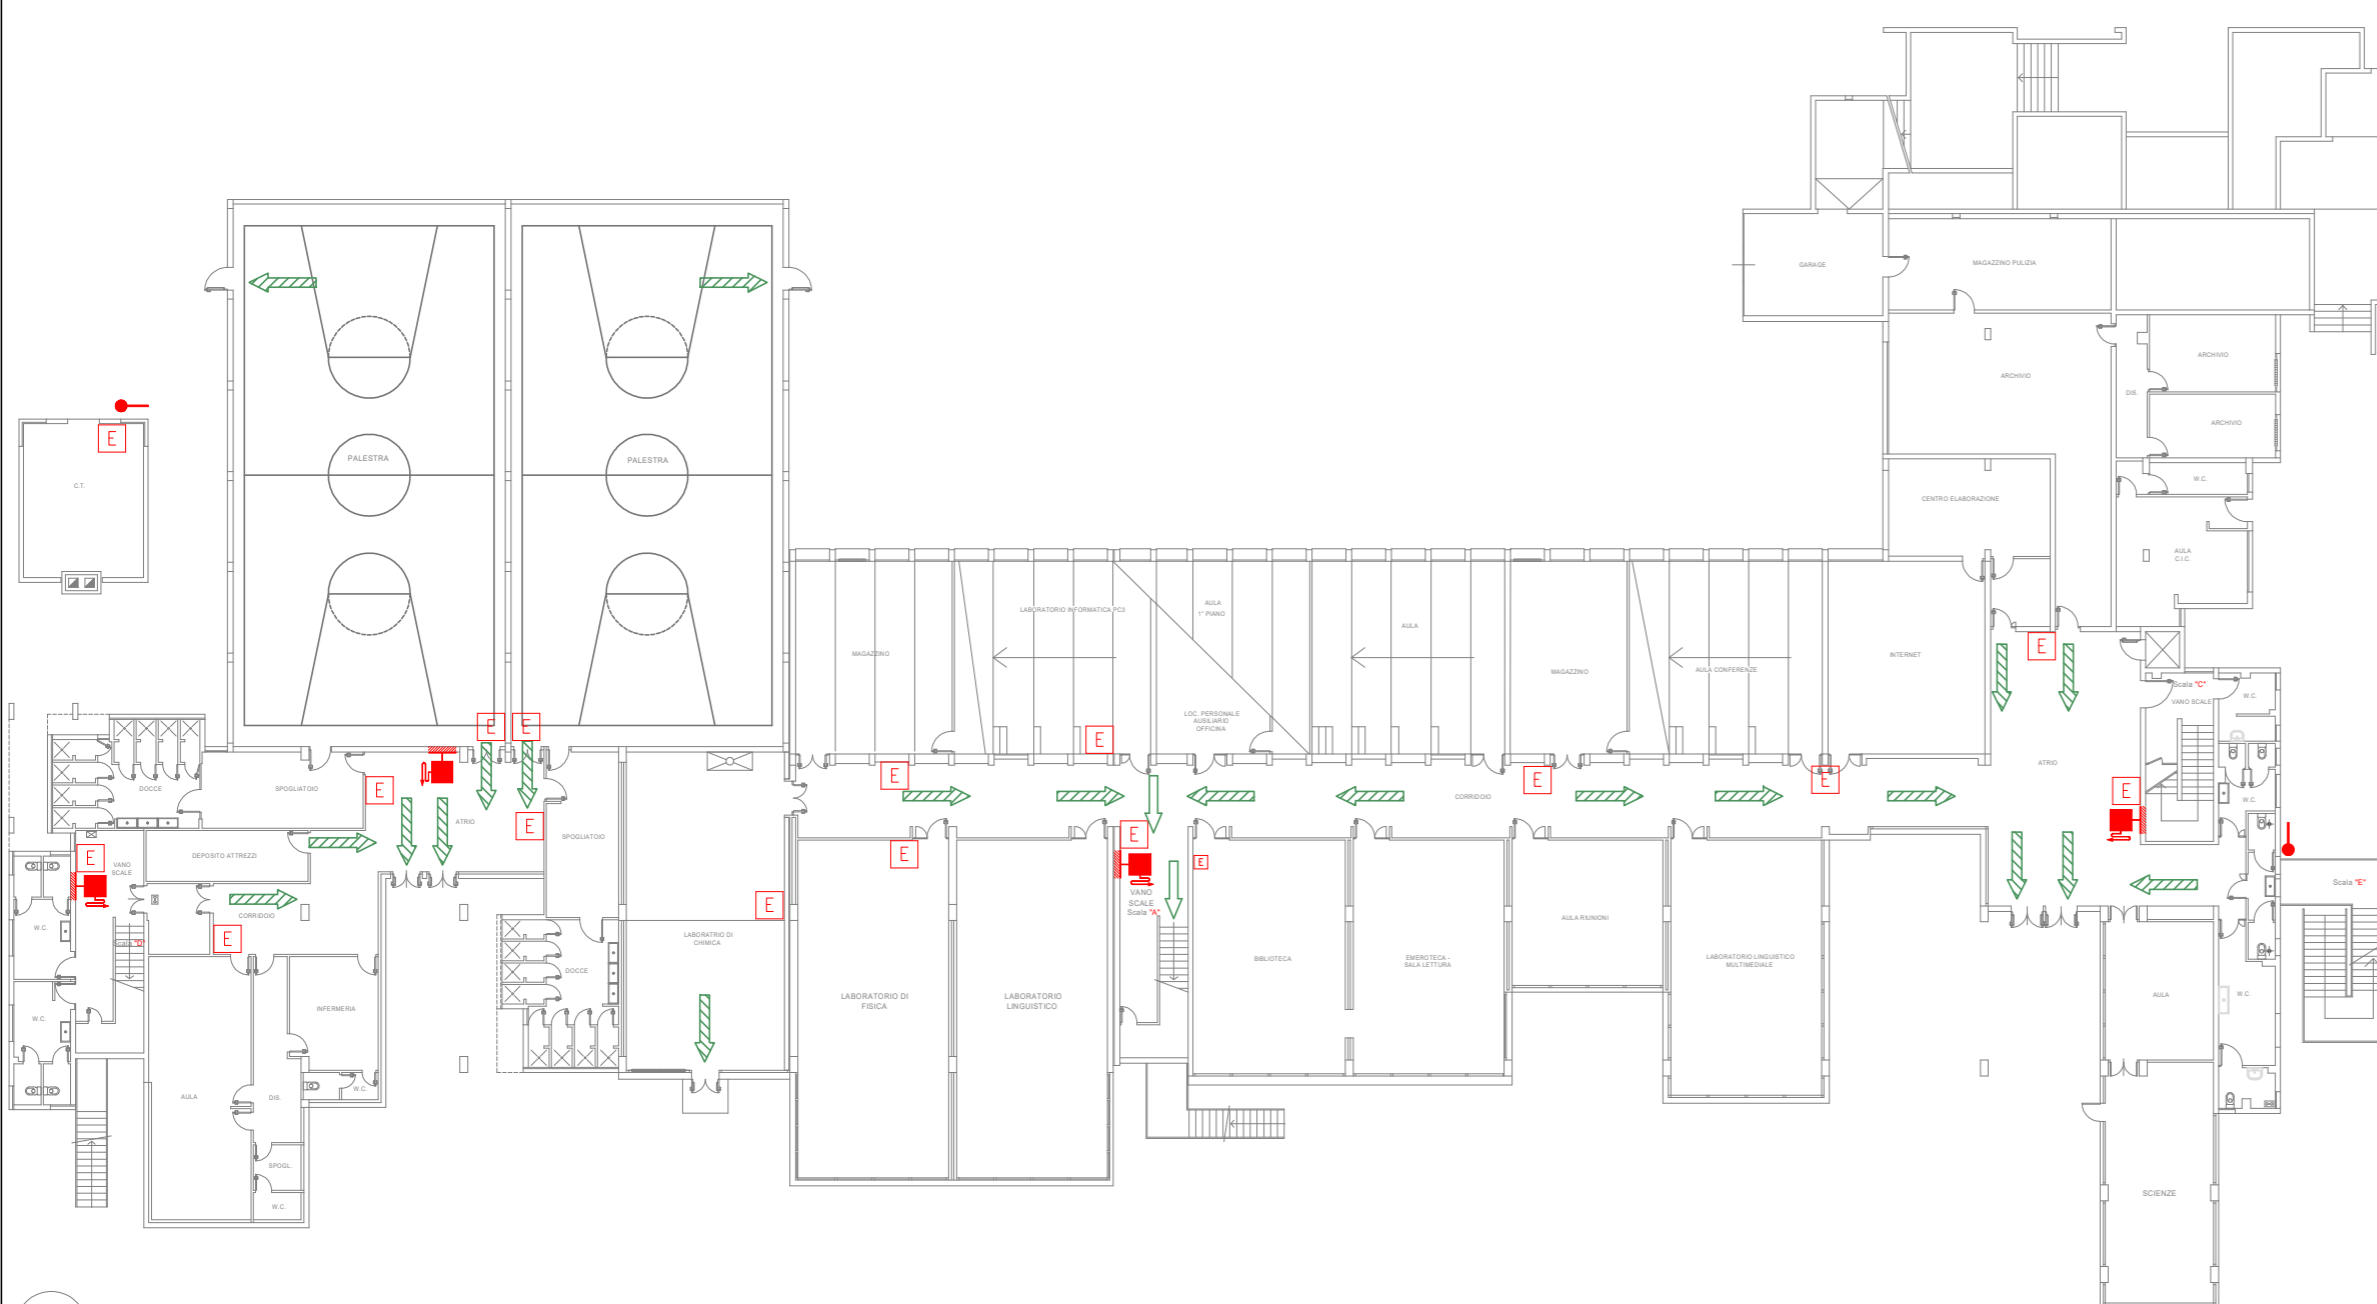 GARAGE
MAGAZZINO PULIZIA
ARCHIVIO
ARCHIVIO
DIS.
ARCHIVIO
E
C.T.
PALESTRA
PALESTRA
W.C.
CENTRO ELABORAZIONE
AULA
C.I.C.
LABORATORIO INFORMATICA PC3
AULA
1° PIANO
AULA
MAGAZZINO
MAGAZZINO
AULA CONFERENZE
INTERNET
E
Scala "C"
VANO SCALE
W.C.
LOC. PERSONALE
AUSILIARIO
OFFICINA
E
E
E
ATRIO
DOCCE
SPOGLIATOIO
E
E
E
E
E
CORRIDOIO
W.C.
ATRIO
E
SPOGLIATOIO
E
E
E
E
VANO
SCALE
DEPOSITO ATTREZZI
E
Scala "E"
VANO
SCALE
Scala "A"
E
CORRIDOIO
W.C.
Scala "D"
E
LABORATRIO DI
CHIMICA
AULA RIUNIONI
BIBLIOTECA
EMEROTECA -
SALA LETTURA
LABORATORIO LINGUISTICO
MULTIMEDIALE
DOCCE
W.C.
INFERMERIA
LABORATORIO DI
FISICA
LABORATORIO
LINGUISTICO
AULA
W.C.
AULA
DIS.
W.C.
SPOGL.
W.C.
SCIENZE